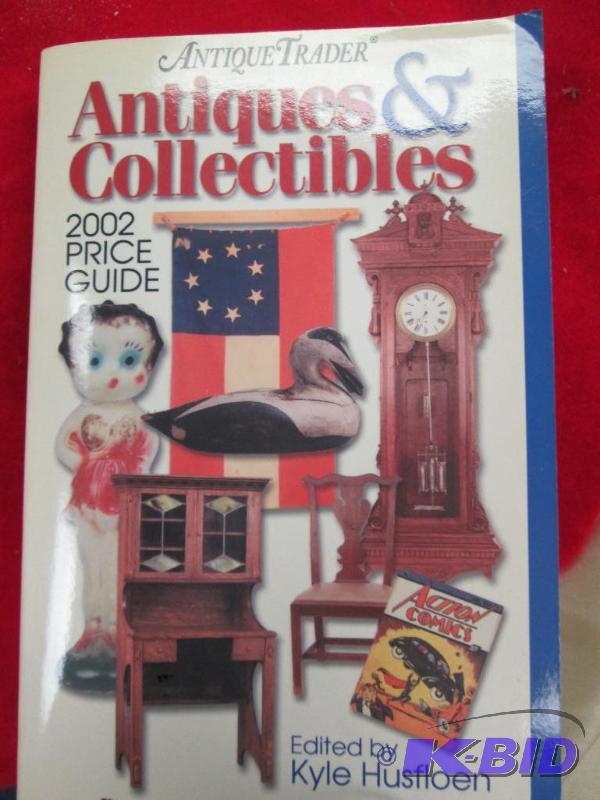 ANTIQUE TRADER®
Antiques &
Collectibles
2002
PRICE
GUIDE
ACTION
COMICS
Edited by
Kyle Husfloen
© K-BID